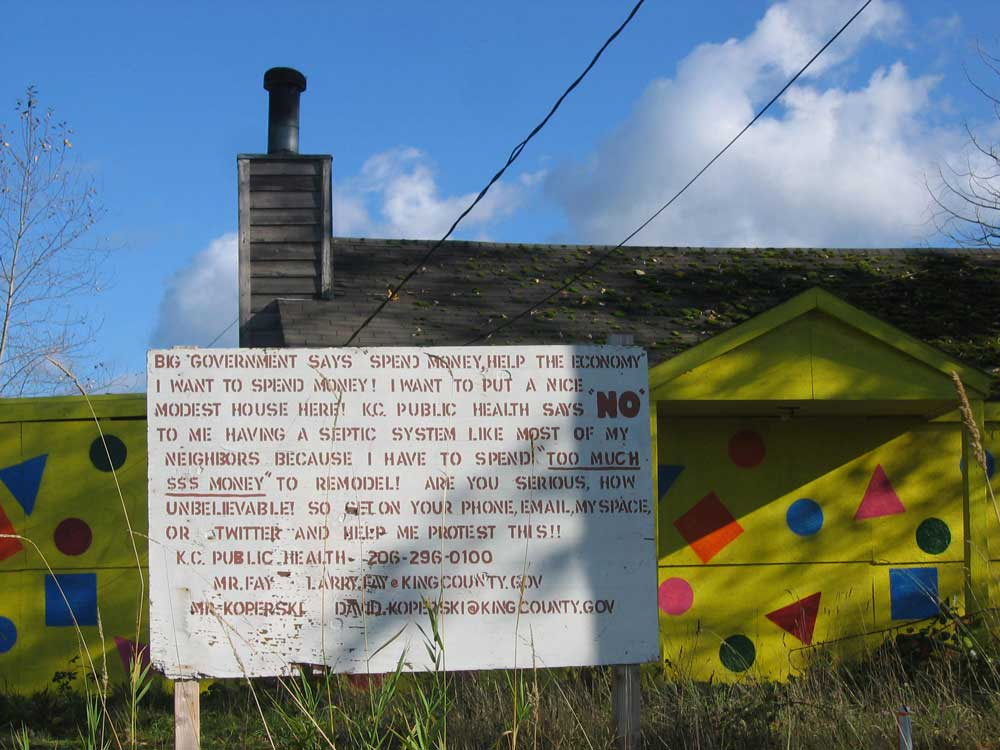 BIG "GOVERNMENT SAYS "SPEND MONEY, HELP THE ECONOMY"
I WANT TO SPEND MONEY! I WANT TO PUT A NICE
MODEST HOUSE HERE! K.C. PUBLIC HEALTH SAYS "NO"
TO ME HAVING A SEPTIC SYSTEM LIKE MOST OF MY
NEIGHBORS BECAUSE I HAVE TO SPEND "TOO MUCH
$$$ MONEY" TO REMODEL! ARE YOU SERIOUS, HOW
UNBELIEVABLE! SO GET ON YOUR PHONE, EMAIL, MYSPACE,
OR TWITTER AND HELP ME PROTEST THIS!!
K.C. PUBLIC HEALTH - 206-296-0100
MR. FAY - LARRY.FAY@KINGCOUNTY.GOV
MR. KOPERSKI DAVID.KOPERSKI@KINGCOUNTY.GOV